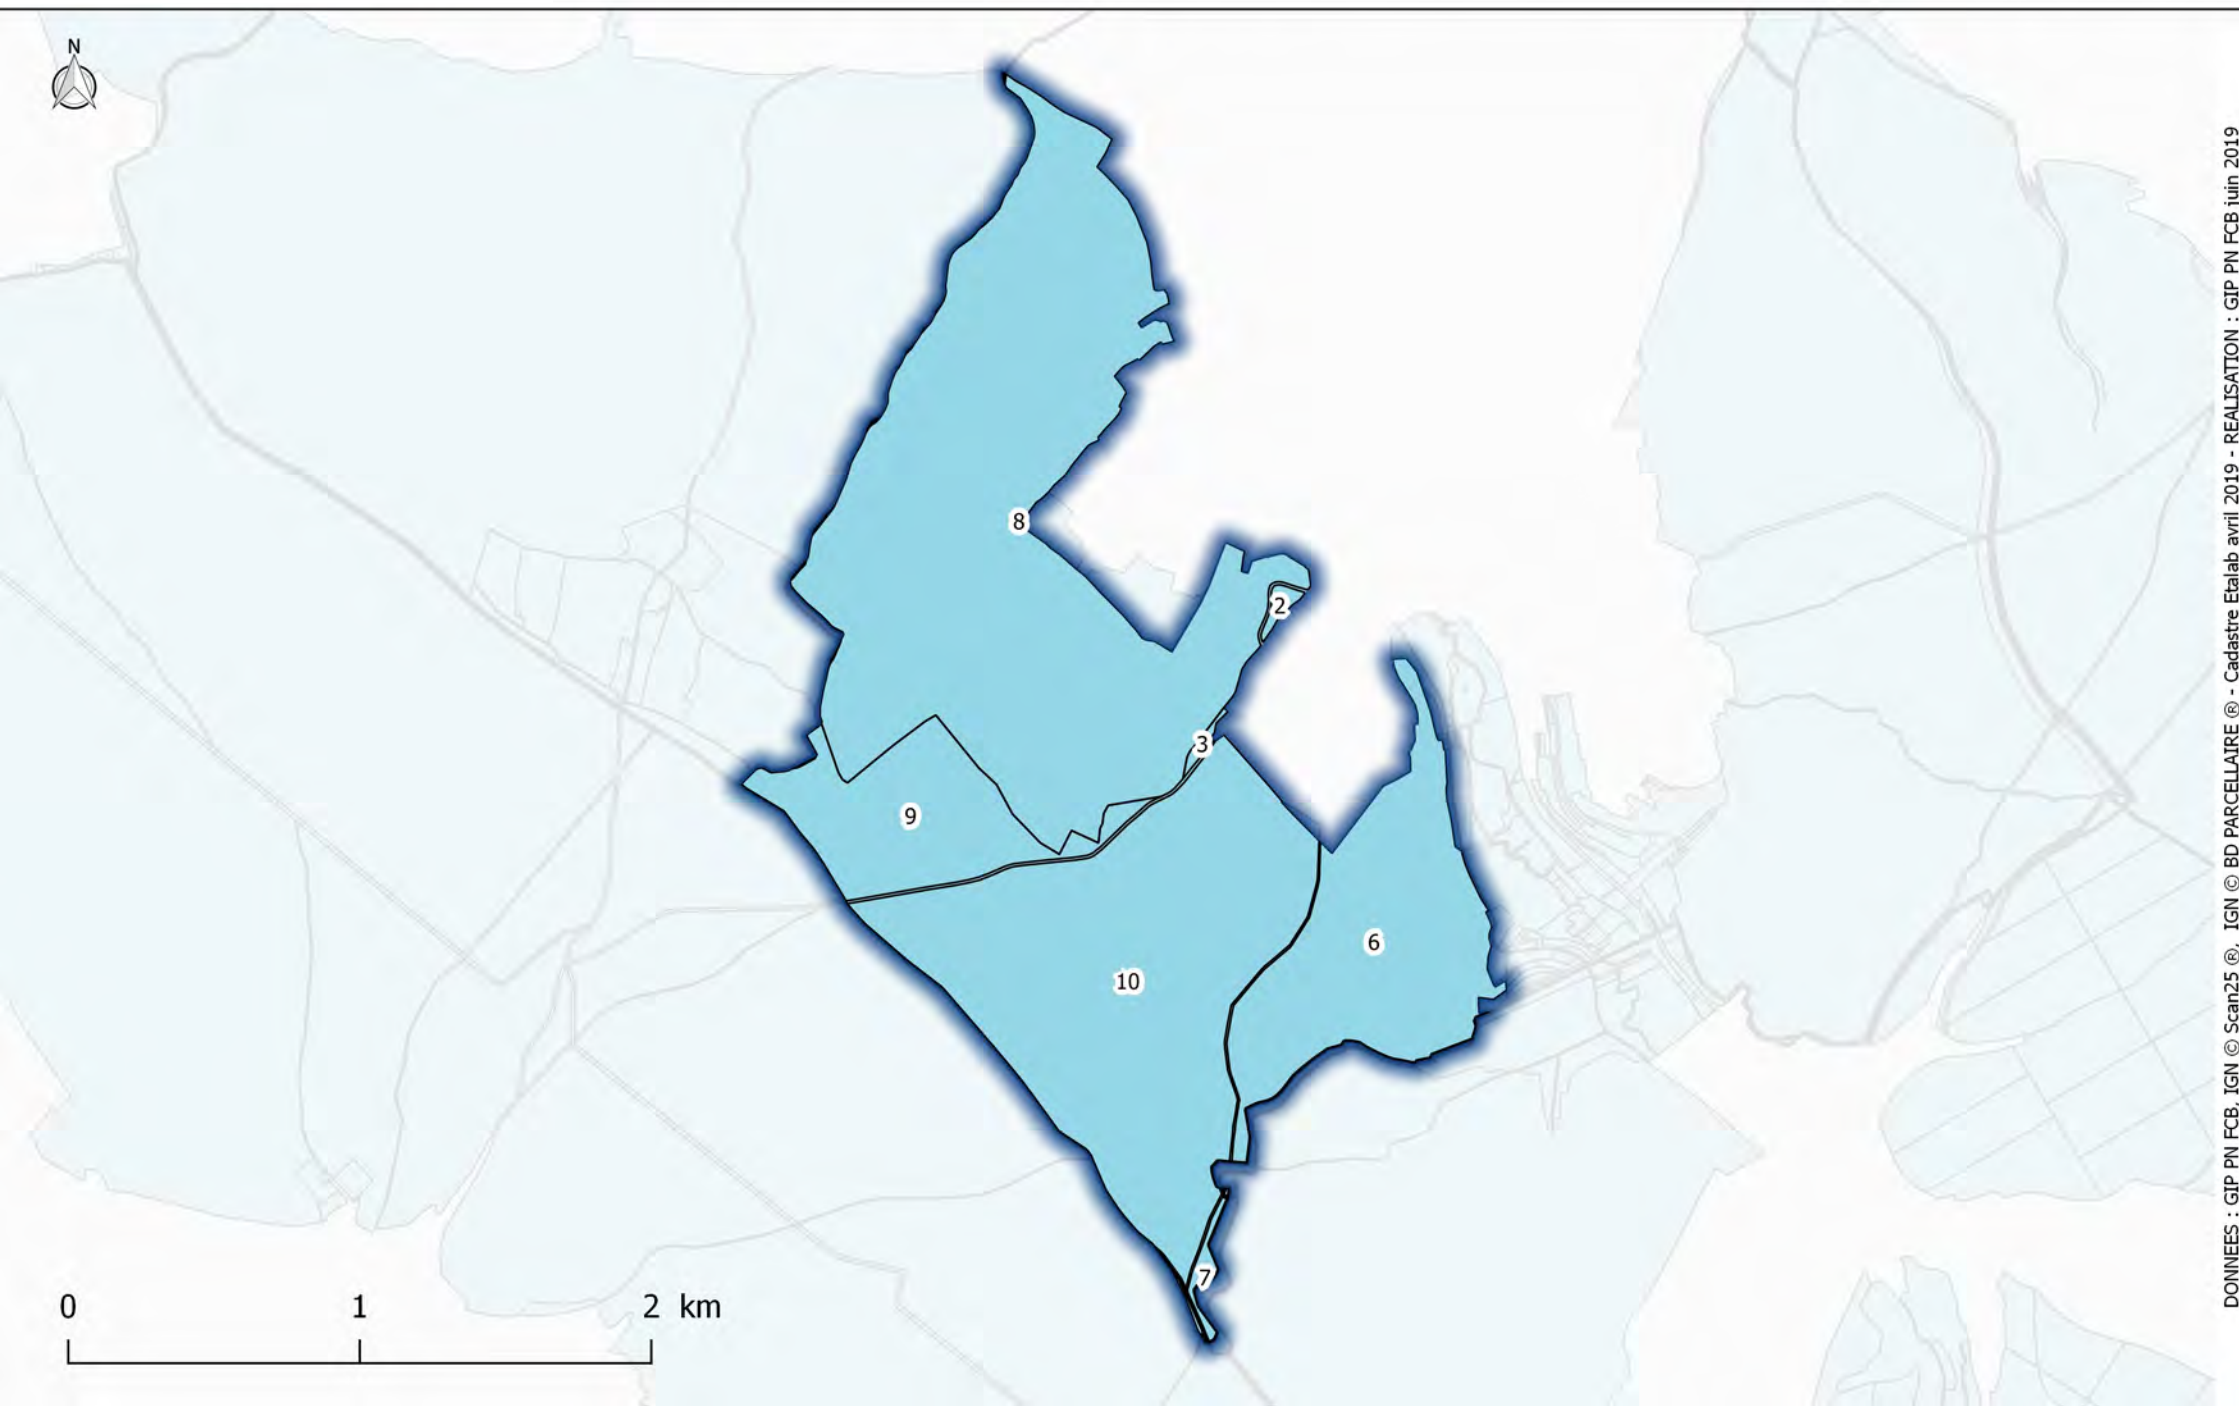 N
8
2
3
9
6
10
7
0 1 2 km
DONNEES : GIP PN FCB, IGN © Scan25 ®, IGN © BD PARCELLAIRE ® - Cadastre Etalab avril 2019 - REALISATION : GIP PN FCB juin 2019